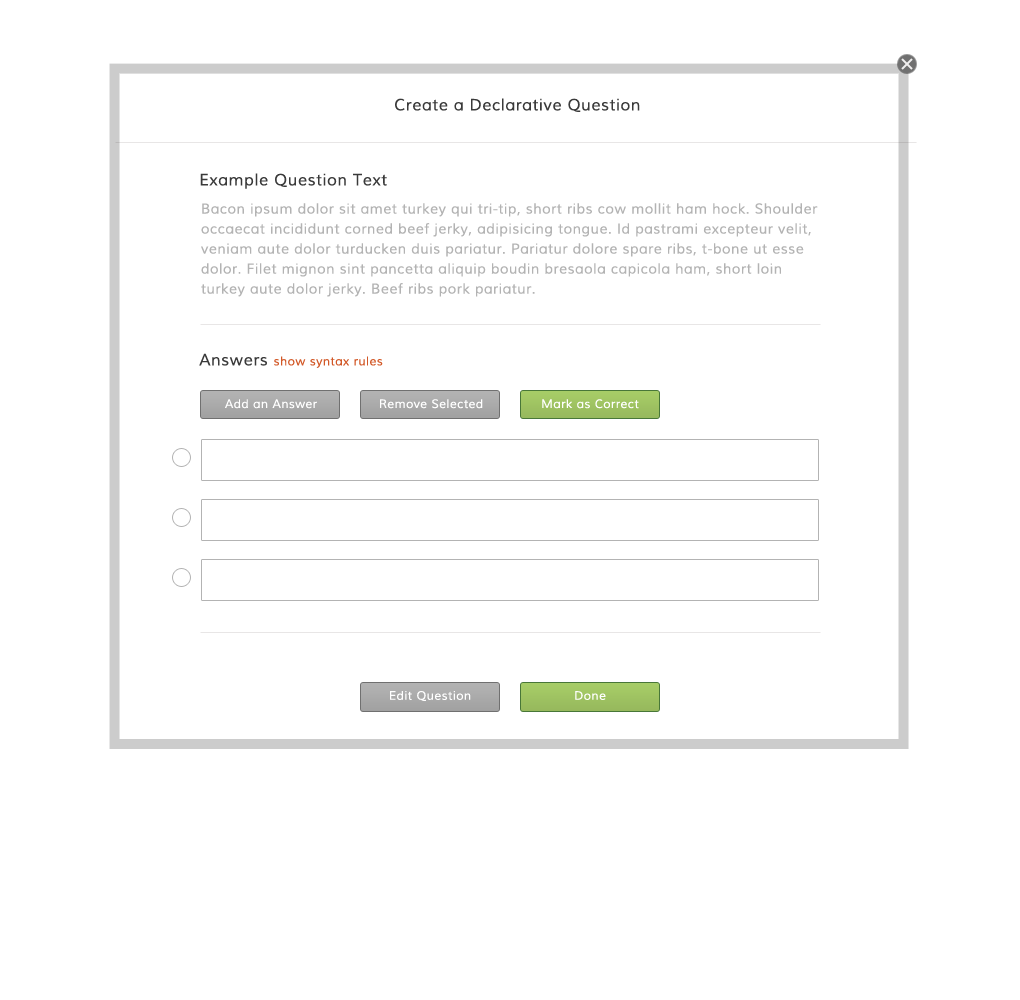 Create a Declarative Question
Example Question Text
Bacon ipsum dolor sit amet turkey qui tri-tip, short ribs cow mollit ham hock. Shoulder
occaecat incididunt corned beef jerky, adipisicing tongue. Id pastrami excepteur velit,
veniam aute dolor turducken duis pariatur. Pariatur dolore spare ribs, t-bone ut esse
dolor. Filet mignon sint pancetta aliquip boudin bresaola capicola ham, short loin
turkey aute dolor jerky. Beef ribs pork pariatur.
Answers show syntax rules
Add an Answer Remove Selected Mark as Correct
Edit Question Done